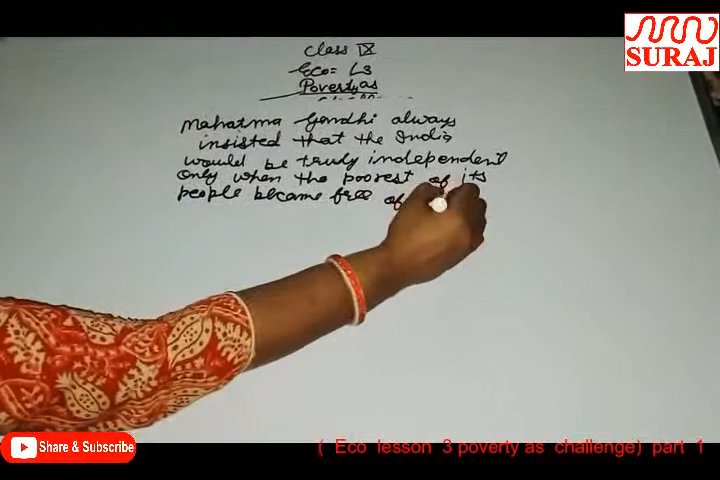 Class IX
Eco = L3
Poverty as
Mahatma Gandhi always
insisted that the India
would be truly independent
only when the poorest of its
people became free of
SURAJ
Share & Subscribe
( Eco lesson 3 poverty as challenge) part 1